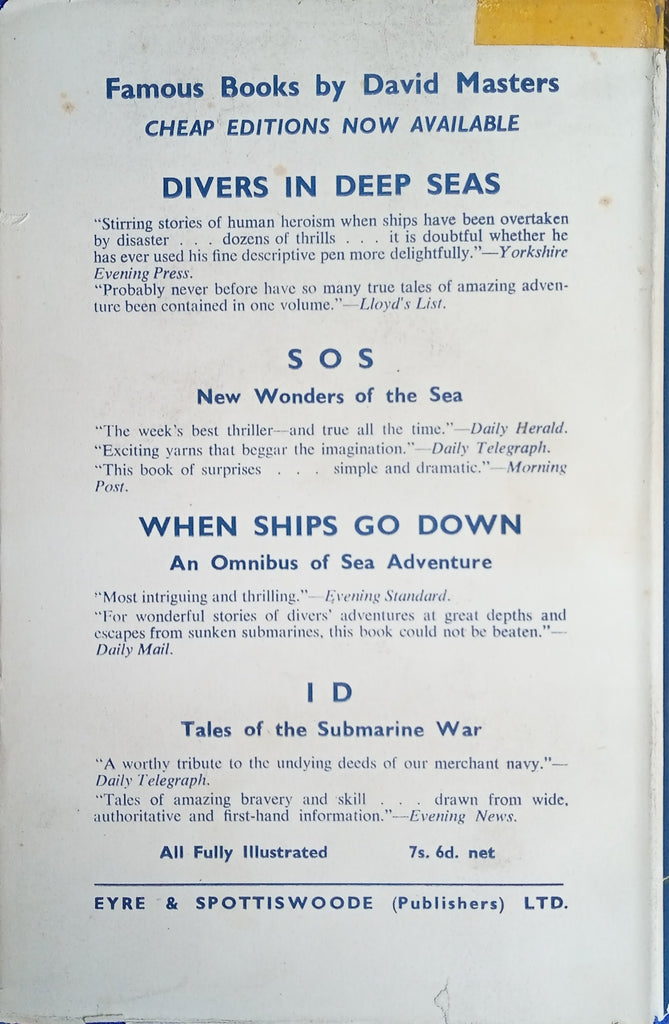 Famous Books by David Masters
CHEAP EDITIONS NOW AVAILABLE
DIVERS IN DEEP SEAS
“Stirring stories of human heroism when ships have been overtaken
by disaster . . . dozens of thrills . . . it is doubtful whether he
has ever used his fine descriptive pen more delightfully.”—Yorkshire
Evening Press.
“Probably never before have so many true tales of amazing adven-
ture been contained in one volume.”—Lloyd's List.
S O S
New Wonders of the Sea
“The week's best thriller—and true all the time.”—Daily Herald.
“Exciting yarns that beggar the imagination.”—Daily Telegraph.
“This book of surprises . . . simple and dramatic.”—Morning
Post.
WHEN SHIPS GO DOWN
An Omnibus of Sea Adventure
“Most intriguing and thrilling.”—Evening Standard.
“For wonderful stories of divers' adventures at great depths and
escapes from sunken submarines, this book could not be beaten.”—
Daily Mail.
I D
Tales of the Submarine War
“A worthy tribute to the undying deeds of our merchant navy.”—
Daily Telegraph.
“Tales of amazing bravery and skill . . . drawn from wide,
authoritative and first-hand information.”—Evening News.
All Fully Illustrated 7s. 6d. net
EYRE & SPOTTISWOODE (Publishers) LTD.